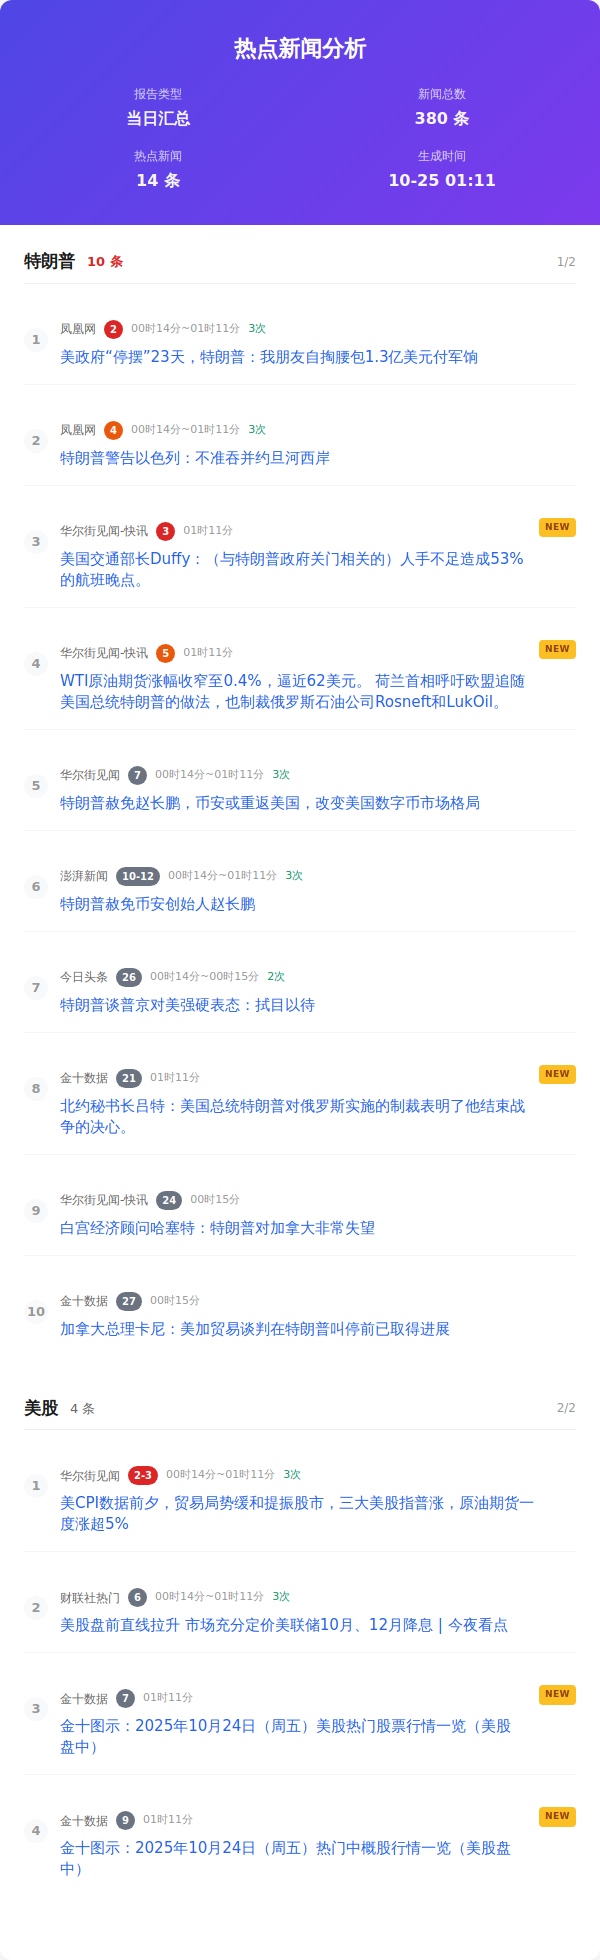 热点新闻分析
报告类型
新闻总数
当日汇总
380 条
热点新闻
生成时间
14 条
10-25 01:11
特朗普 10 条 1/2
1
凤凰网 2 00时14分~01时11分 3次
美政府“停摆”23天，特朗普：我朋友自掏腰包1.3亿美元付军饷
2
凤凰网 4 00时14分~01时11分 3次
特朗普警告以色列：不准吞并约旦河西岸
3
华尔街见闻-快讯 3 01时11分 NEW
美国交通部长Duffy：（与特朗普政府关门相关的）人手不足造成53%
的航班晚点。
4
华尔街见闻-快讯 5 01时11分 NEW
WTI原油期货涨幅收窄至0.4%，逼近62美元。 荷兰首相呼吁欧盟追随
美国总统特朗普的做法，也制裁俄罗斯石油公司Rosneft和LukOil。
5
华尔街见闻 7 00时14分~01时11分 3次
特朗普赦免赵长鹏，币安或重返美国，改变美国数字币市场格局
6
澎湃新闻 10-12 00时14分~01时11分 3次
特朗普赦免币安创始人赵长鹏
7
今日头条 26 00时14分~00时15分 2次
特朗普谈普京对美强硬表态：拭目以待
8
金十数据 21 01时11分 NEW
北约秘书长吕特：美国总统特朗普对俄罗斯实施的制裁表明了他结束战
争的决心。
9
华尔街见闻-快讯 24 00时15分
白宫经济顾问哈塞特：特朗普对加拿大非常失望
10
金十数据 27 00时15分
加拿大总理卡尼：美加贸易谈判在特朗普叫停前已取得进展
美股 4 条 2/2
1
华尔街见闻 2-3 00时14分~01时11分 3次
美CPI数据前夕，贸易局势缓和提振股市，三大美股指普涨，原油期货一
度涨超5%
2
财联社热门 6 00时14分~01时11分 3次
美股盘前直线拉升 市场充分定价美联储10月、12月降息 | 今夜看点
3
金十数据 7 01时11分 NEW
金十图示：2025年10月24日（周五）美股热门股票行情一览（美股
盘中）
4
金十数据 9 01时11分 NEW
金十图示：2025年10月24日（周五）热门中概股行情一览（美股盘
中）